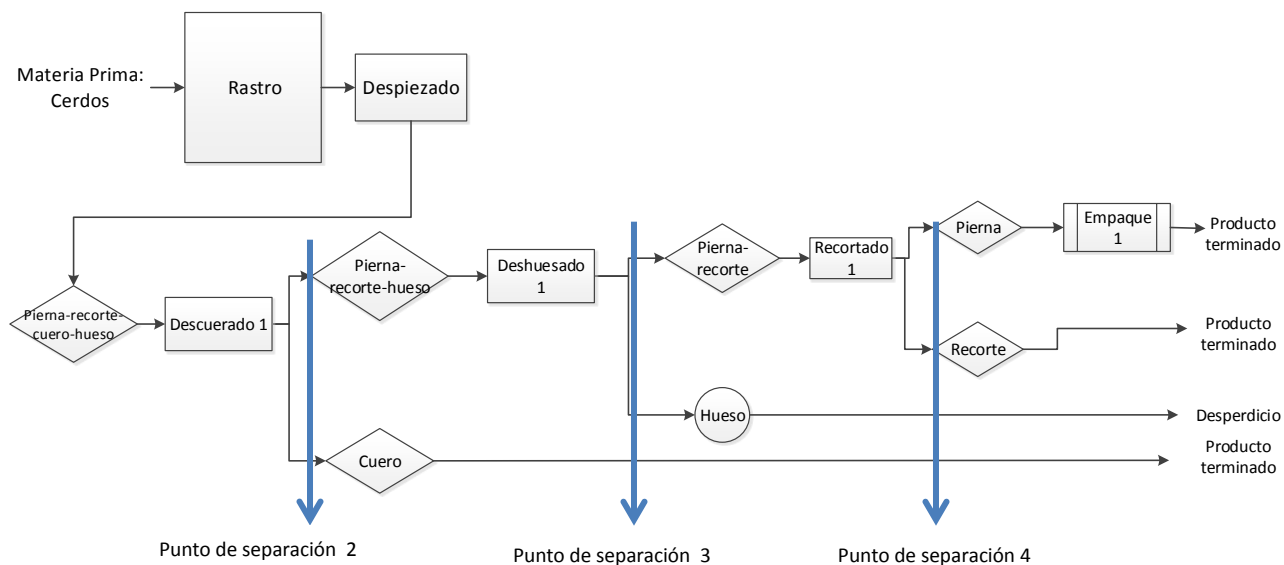 Materia Prima:
Cerdos
Rastro
Despiezado
Pierna-recorte-
cuero-hueso
Descuerado 1
Pierna-
recorte-hueso
Deshuesado
1
Pierna-
recorte
Recortado
1
Pierna
Empaque
1
Producto
terminado
Recorte
Producto
terminado
Hueso
Desperdicio
Cuero
Producto
terminado
Punto de separación 2
Punto de separación 3
Punto de separación 4